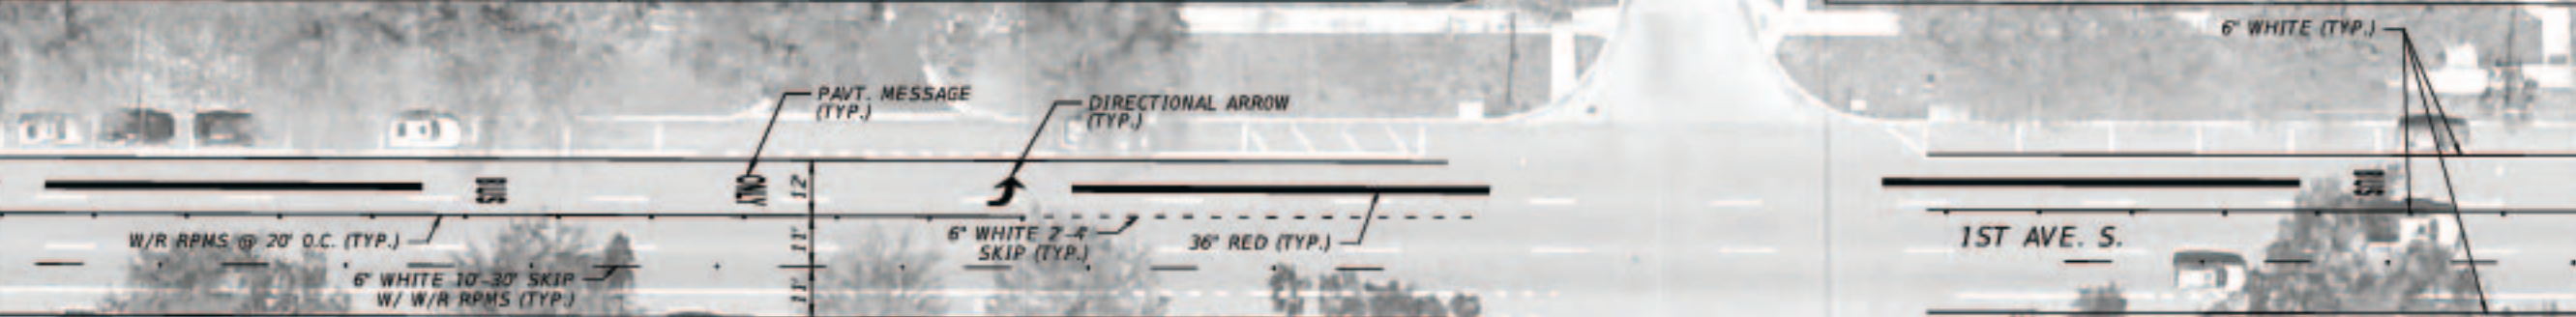 6" WHITE (TYP.)
PAVT. MESSAGE
(TYP.)
DIRECTIONAL ARROW
(TYP.)
BUS
ONLY
12'
BUS
W/R RPMS @ 20' O.C. (TYP.)
11'
6" WHITE 2'-4'
SKIP (TYP.)
36" RED (TYP.)
1ST AVE. S.
6" WHITE 10'-30' SKIP
W/ W/R RPMS (TYP.)
11'